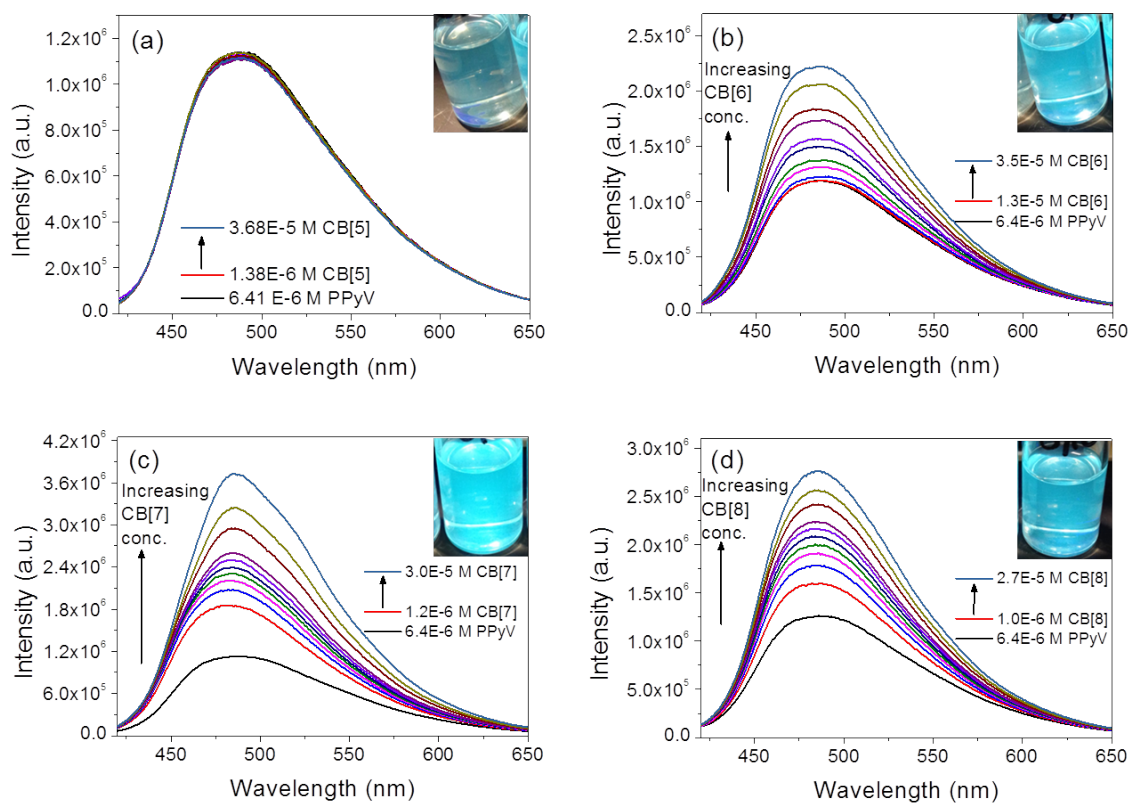 (a)
1.2x10⁶
1.0x10⁶
8.0x10⁵
6.0x10⁵
4.0x10⁵
2.0x10⁵
0.0
Intensity (a.u.)
3.68E-5 M CB[5]
1.38E-6 M CB[5]
6.41 E-6 M PPyV
450 500 550 600 650
Wavelength (nm)
(b)
2.5x10⁶
2.0x10⁶
1.5x10⁶
1.0x10⁶
5.0x10⁵
0.0
Intensity (a.u.)
Increasing
CB[6]
conc.
3.5E-5 M CB[6]
1.3E-5 M CB[6]
6.4E-6 M PPyV
450 500 550 600 650
Wavelength (nm)
(c)
4.2x10⁶
3.6x10⁶
3.0x10⁶
2.4x10⁶
1.8x10⁶
1.2x10⁶
6.0x10⁵
0.0
Intensity (a.u.)
Increasing
CB[7]
conc.
3.0E-5 M CB[7]
1.2E-6 M CB[7]
6.4E-6 M PPyV
450 500 550 600 650
Wavelength (nm)
(d)
3.0x10⁶
2.5x10⁶
2.0x10⁶
1.5x10⁶
1.0x10⁶
5.0x10⁵
0.0
Intensity (a.u.)
Increasing
CB[8]
conc.
2.7E-5 M CB[8]
1.0E-6 M CB[8]
6.4E-6 M PPyV
450 500 550 600 650
Wavelength (nm)